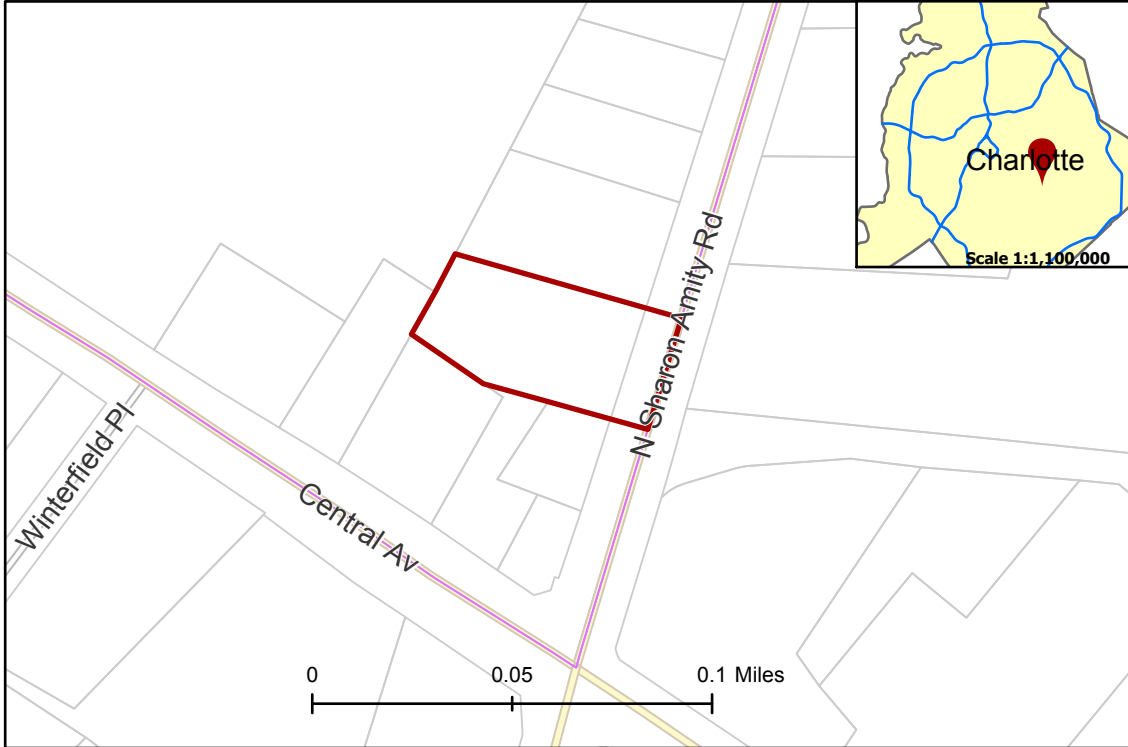 Charlotte
Scale 1:1,100,000
N Sharon Amity Rd
Winterfield Pl
Central Av
0 0.05 0.1 Miles